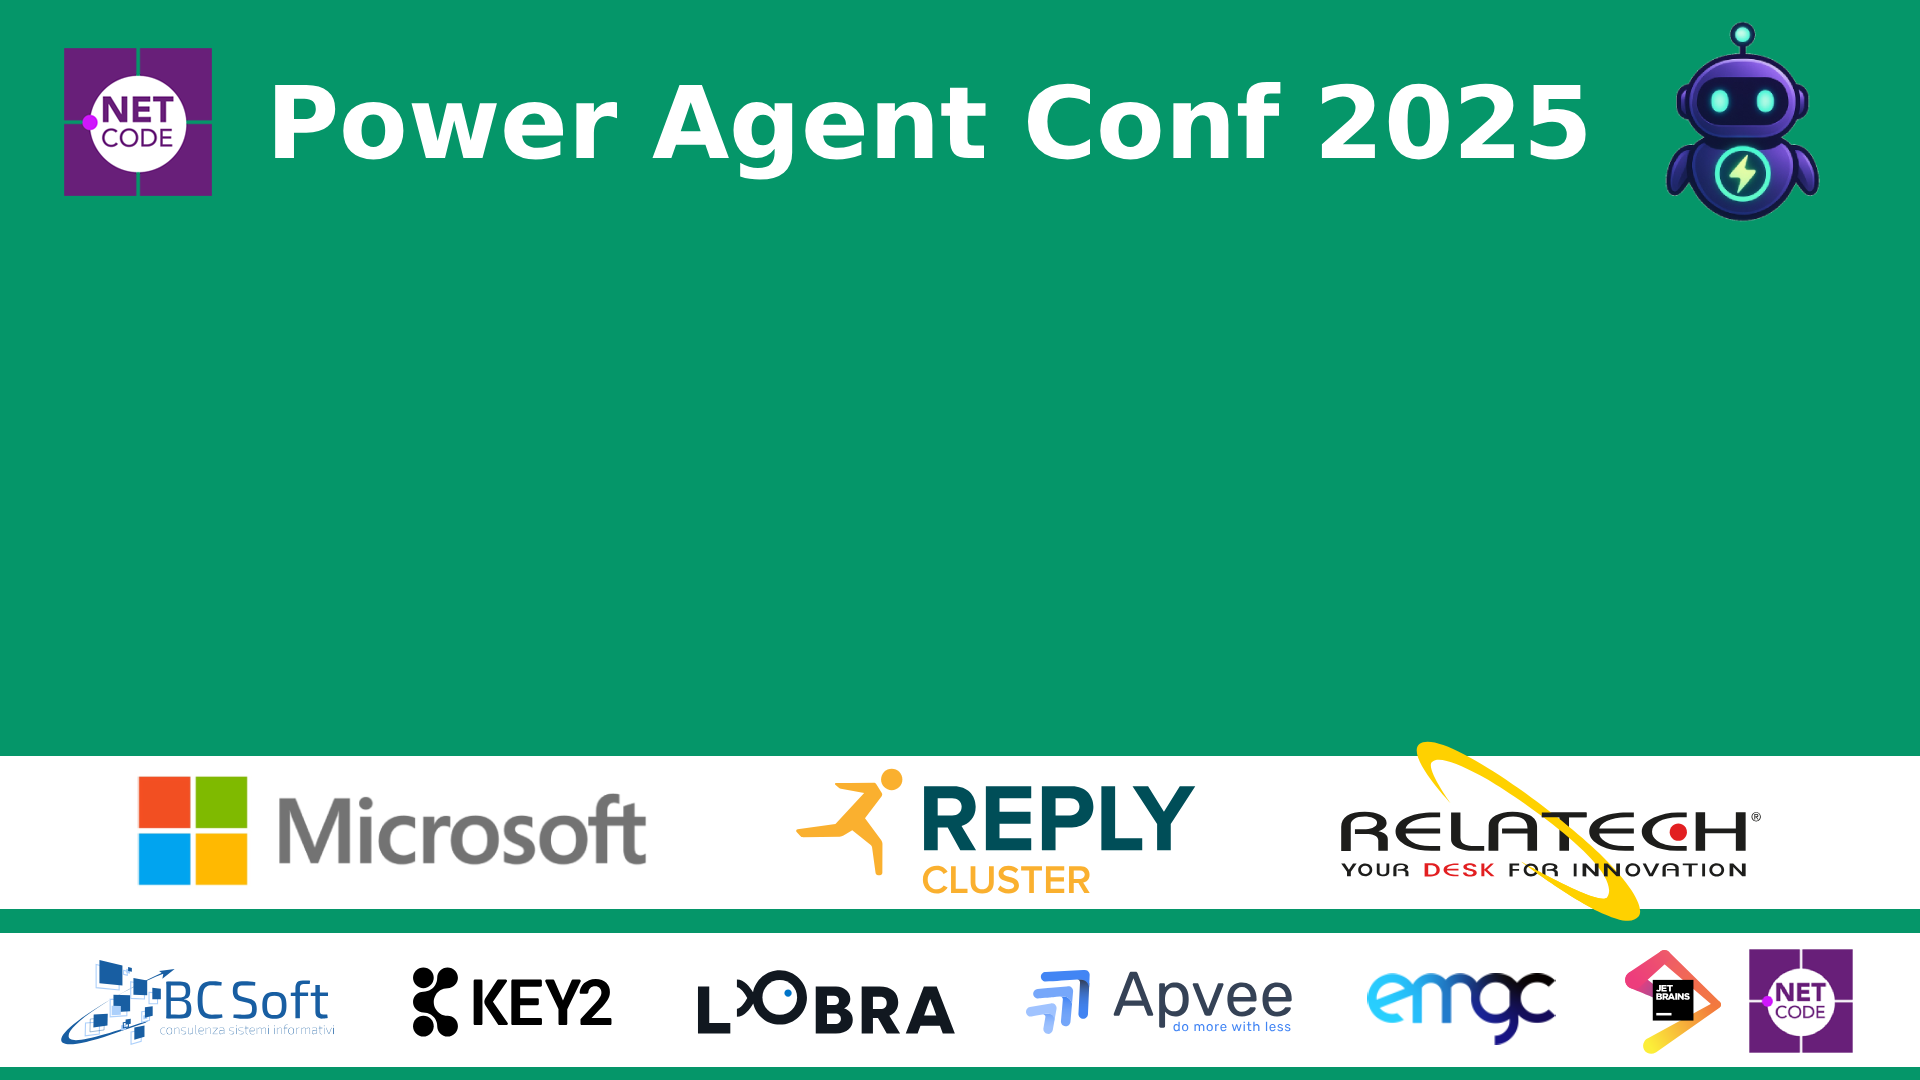 NET
CODE
Power Agent Conf 2025
Microsoft
REPLY
CLUSTER
RELATECH®
YOUR DESK FOR INNOVATION
BC Soft
consulenza sistemi informativi
KEY2
LOBRA
Apvee
do more with less
emgc
JET
BRAINS
NET
CODE